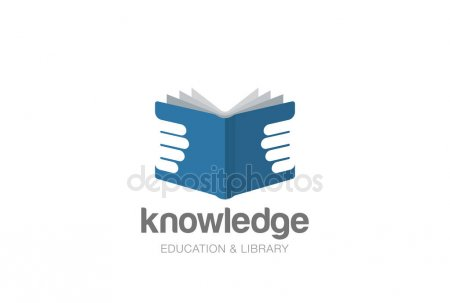 depositphotos
knowledge
EDUCATION & LIBRARY